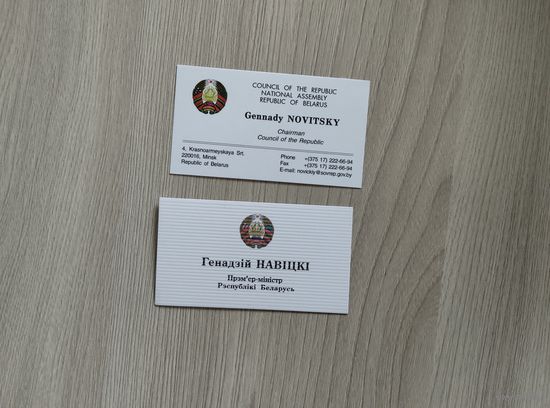 COUNCIL OF THE REPUBLIC
NATIONAL ASSEMBLY
REPUBLIC OF BELARUS
Gennady NOVITSKY
Chairman
Council of the Republic
4, Krasnoarmeyskaya Srt.
220016, Minsk
Republic of Belarus
Phone +(375 17) 222-66-94
Fax +(375 17) 222-66-94
E-mail: novickiy@sovrep.gov.by
Генадзій НАВІЦКІ
Прэм'ер-міністр
Рэспублікі Беларусь